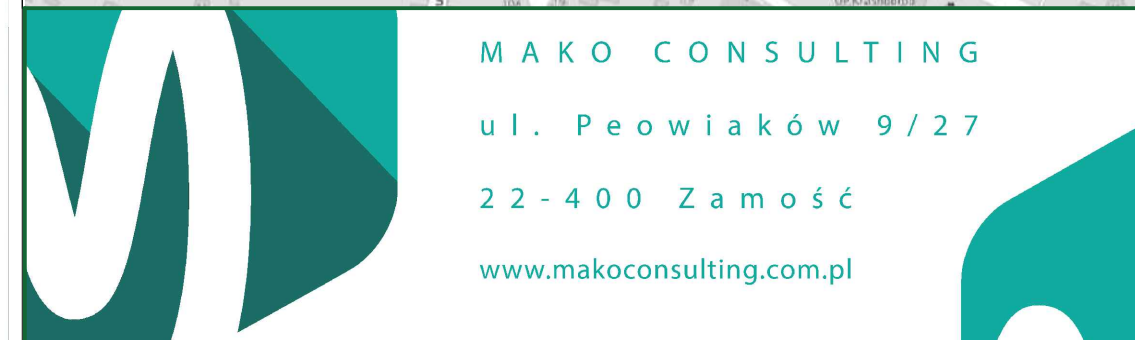 MAKO CONSULTING
ul. Peowiaków 9/27
22-400 Zamość
www.makoconsulting.com.pl